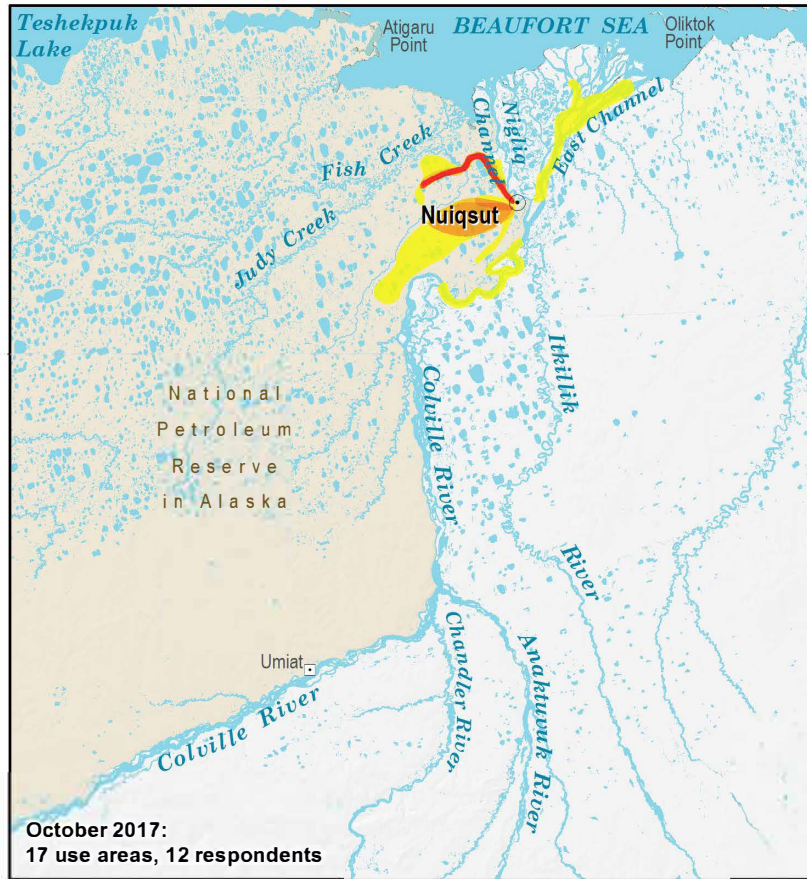 Teshekpuk
Lake
Atigaru
Point
BEAUFORT SEA
Oliktok
Point
Fish Creek
Nigliq
Channel
East Channel
Nuiqsut
Judy Creek
Itkillik
River
Colville River
National
Petroleum
Reserve
in Alaska
Umiat
Colville River
Chandler River
Anaktuvuk River
October 2017:
17 use areas, 12 respondents